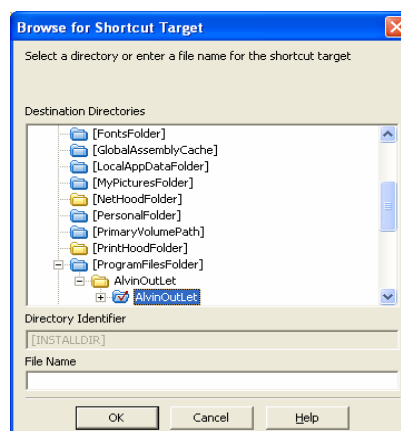 Browse for Shortcut Target
Select a directory or enter a file name for the shortcut target
Destination Directories
[FontsFolder]
[GlobalAssemblyCache]
[LocalAppDataFolder]
[MyPicturesFolder]
[NetHoodFolder]
[PersonalFolder]
[PrimaryVolumePath]
[PrintHoodFolder]
[ProgramFilesFolder]
AlvinOutLet
AlvinOutLet
Directory Identifier
[INSTALLDIR]
File Name
OK Cancel Help